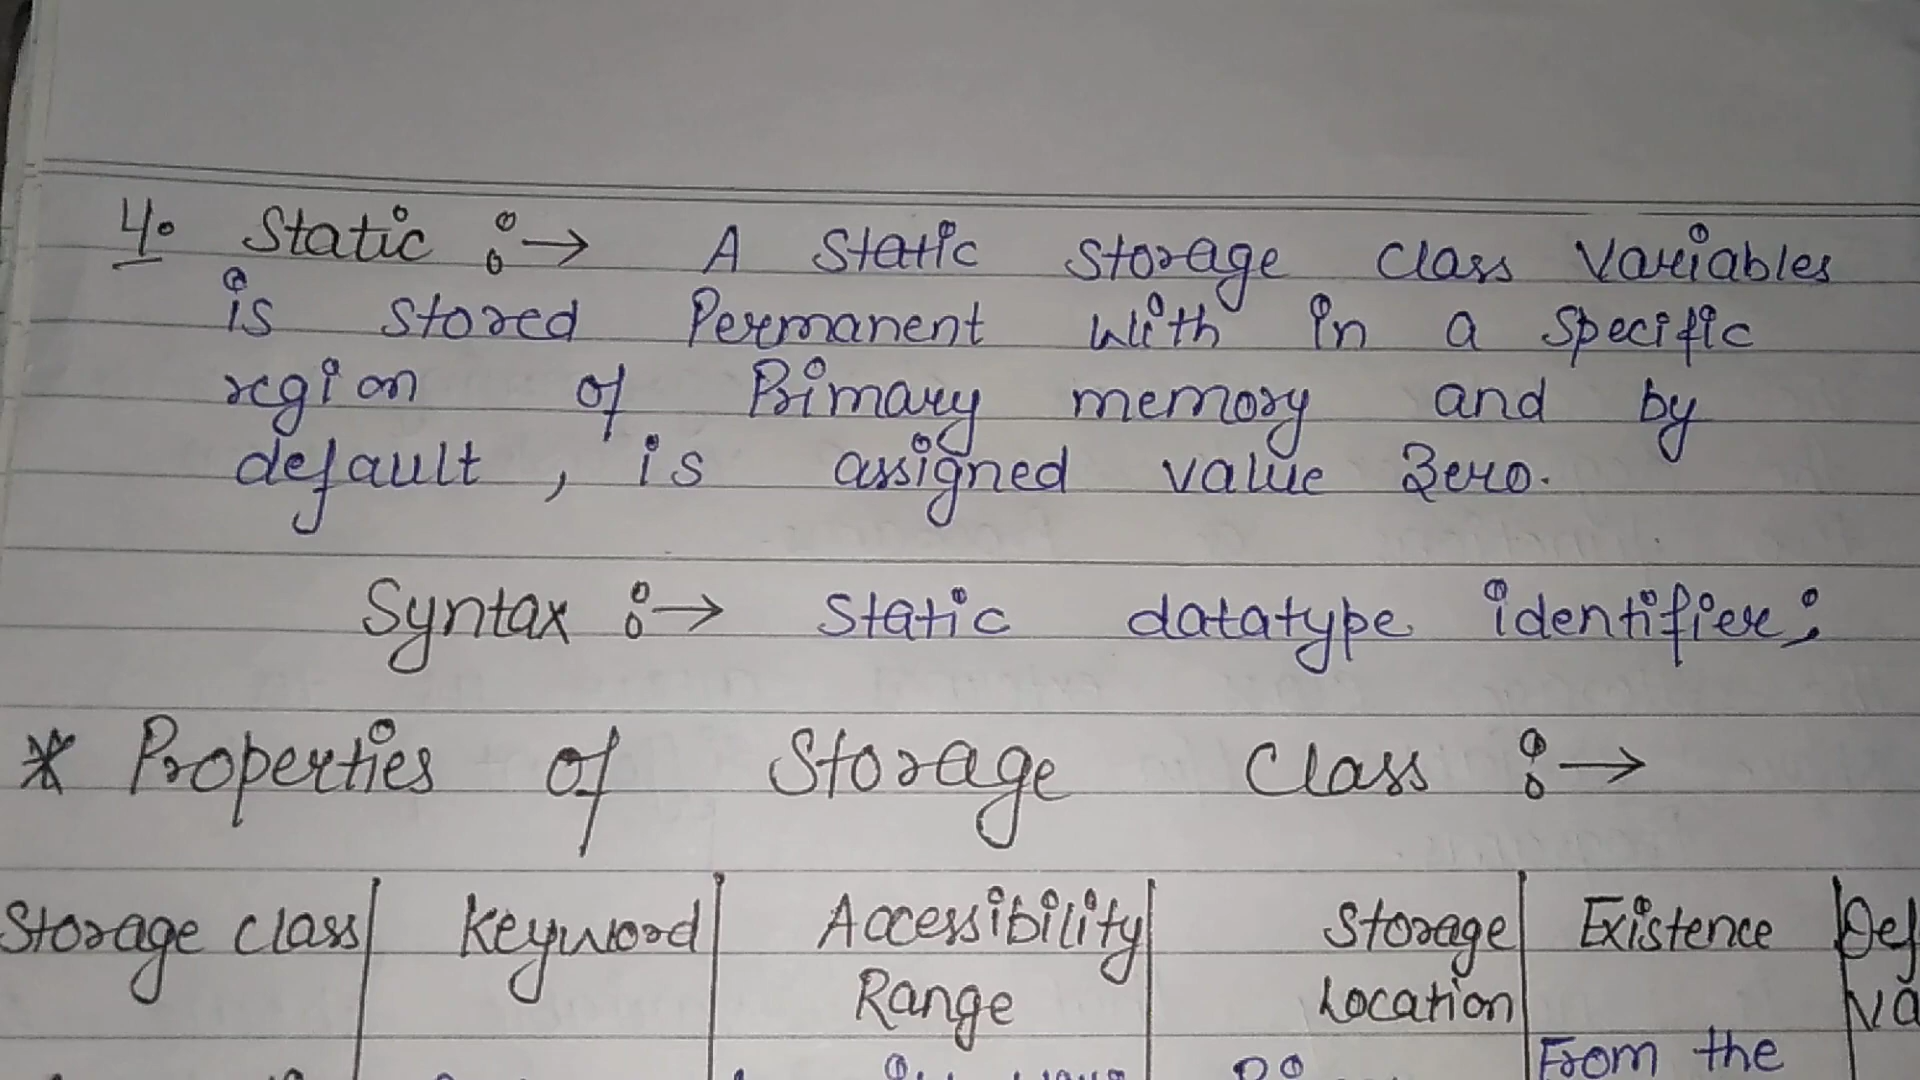 4. Static :→ A static storage class variables
is stored Permanent with in a specific
region of Primary memory and by
default, is assigned value Zero.
Syntax :→ static datatype identifier;
* Properties of Storage Class :→
Storage class | Keyword | Accessibility Range | Storage Location | Existence
From the